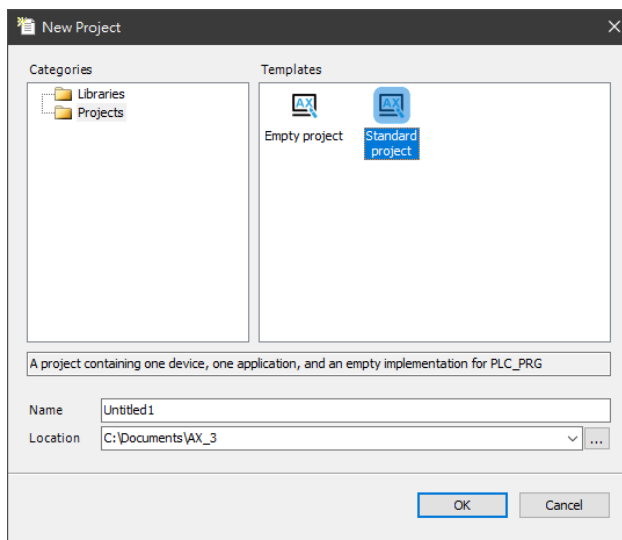 New Project
Categories
Templates
Libraries
Projects
AX
AX
Empty project
Standard
project
A project containing one device, one application, and an empty implementation for PLC_PRG
Name
Untitled1
Location
C:\Documents\AX_3
...
OK
Cancel